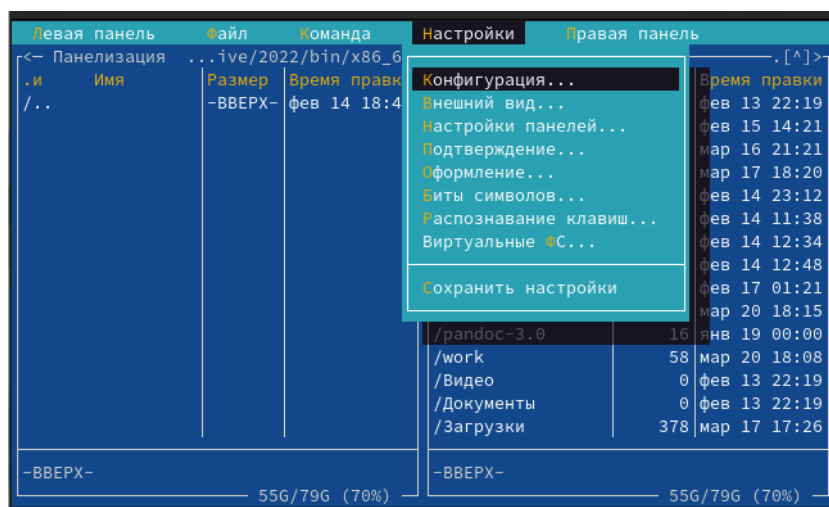 Левая панель Файл Команда Настройки Правая панель
<— Панелизация ...ive/2022/bin/x86_6 .[^]>
.и Имя Размер Время правк Время правки
/.. -ВВЕРХ- фев 14 18:4
Конфигурация...
Внешний вид...
Настройки панелей...
Подтверждение...
Оформление...
Биты символов...
Распознавание клавиш...
Виртуальные ФС...
Сохранить настройки
фев 13 22:19
фев 15 14:21
мар 16 21:21
мар 17 18:20
фев 14 23:12
фев 14 11:38
фев 14 12:34
фев 14 12:48
фев 17 01:21
мар 20 18:15
/pandoc-3.0 16 янв 19 00:00
/work 58 мар 20 18:08
/Видео 0 фев 13 22:19
/Документы 0 фев 13 22:19
/Загрузки 378 мар 17 17:26
-ВВЕРХ- -ВВЕРХ-
55G/79G (70%) 55G/79G (70%)